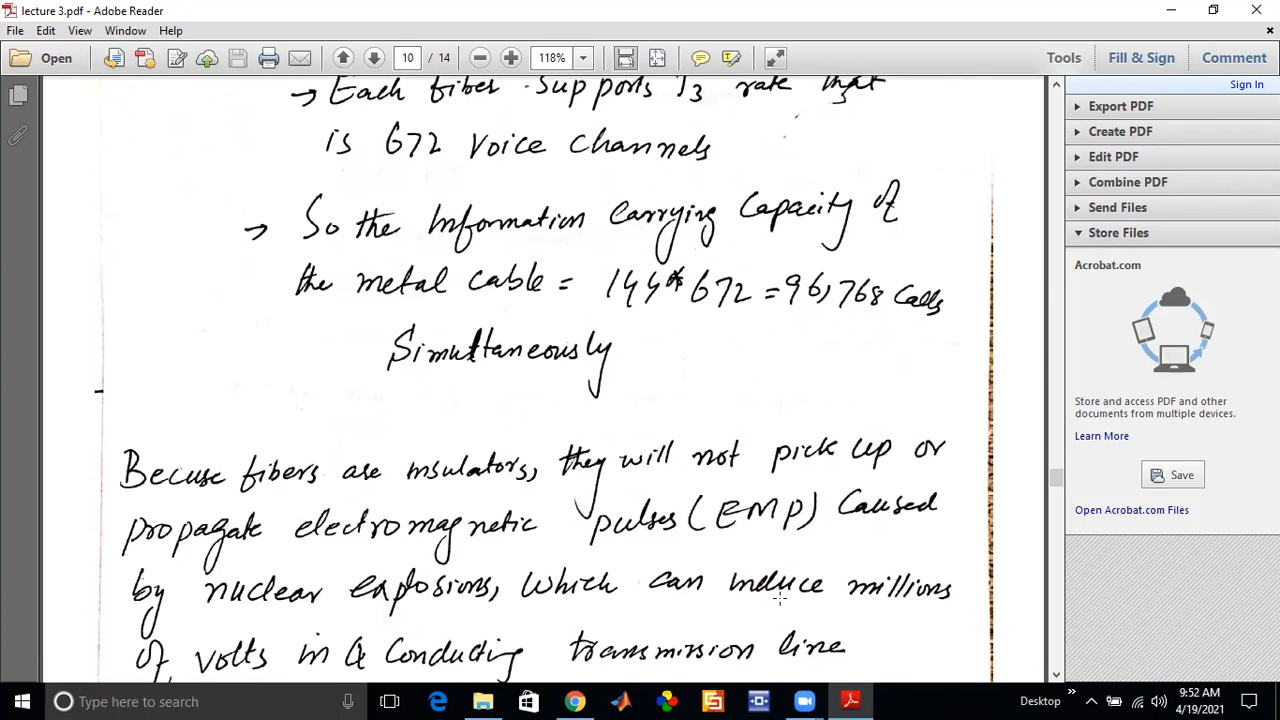 lecture 3.pdf - Adobe Reader
File Edit View Window Help
Open 10 / 14 118% Tools Fill & Sign Comment
Sign In
→ Each fiber supports T3 rate that
is 672 Voice channels
→ So the Information Carrying Capacity of
the metal cable = 144*672 = 96,768 Calls
Simultaneously
Becuse fibers are insulators, they will not pick up or
propagate electromagnetic pulses (EMP) Caused
by nuclear explosions, Which can induce millions
of volts in a Conducting transmission line
Export PDF
Create PDF
Edit PDF
Combine PDF
Send Files
Store Files
Acrobat.com
Store and access PDF and other
documents from multiple devices.
Learn More
Save
Open Acrobat.com Files
Type here to search
Desktop
9:52 AM
4/19/2021